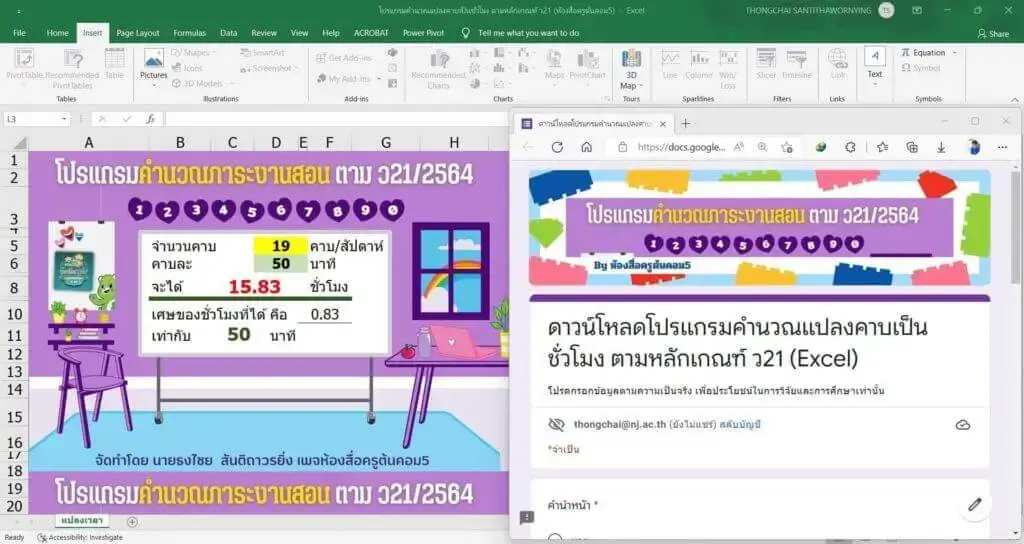 โปรแกรมคำนวณแปลงคาบเป็นชั่วโมง ตามหลักเกณฑ์ ว21 (ห้องสื่อครูต้นคอม5) - Excel
THONGCHAI SANTITHAWORNYING TS
File Home Insert Page Layout Formulas Data Review View Help ACROBAT Power Pivot Tell me what you want to do Share
PivotTable Recommended PivotTables Table
Pictures Shapes Icons 3D Models SmartArt Screenshot
Get Add-ins My Add-ins
Recommended Charts Maps PivotChart 3D Map
Line Column Win/Loss Slicer Timeline Link Text Equation Symbol
Tables Illustrations Add-ins Charts Tours Sparklines Filters Links Symbols
L3 fx
A B C D E F G H
1 2 3 5 6 8 10 11 12 13 14 15 16 17 18 19 20
โปรแกรมคำนวณภาระงานสอน ตาม ว21/2564
1 2 3 4 5 6 7 8 9 0
จำนวนคาบ 19 คาบ/สัปดาห์
คาบละ 50 นาที
จะได้ 15.83 ชั่วโมง
เศษของชั่วโมงที่ได้ คือ 0.83
เท่ากับ 50 นาที
จัดทำโดย นายธงไชย สันติถาวรยิ่ง เพจห้องสื่อครูต้นคอม5
โปรแกรมคำนวณภาระงานสอน ตาม ว21/2564
แปลงเวลา
Ready Accessibility: Investigate
ดาวน์โหลดโปรแกรมคำนวณแปลงคาบ
https://docs.google...
โปรแกรมคำนวณภาระงานสอน ตาม ว21/2564
1 2 3 4 5 6 7 8 9 0
By ห้องสื่อครูต้นคอม5
ดาวน์โหลดโปรแกรมคำนวณแปลงคาบเป็น
ชั่วโมง ตามหลักเกณฑ์ ว21 (Excel)
โปรดกรอกข้อมูลตามความเป็นจริง เพื่อประโยชน์ในการวิจัยและการศึกษาเท่านั้น
thongchai@nj.ac.th (ยังไม่แชร์) สลับบัญชี
*จำเป็น
คำนำหน้า *